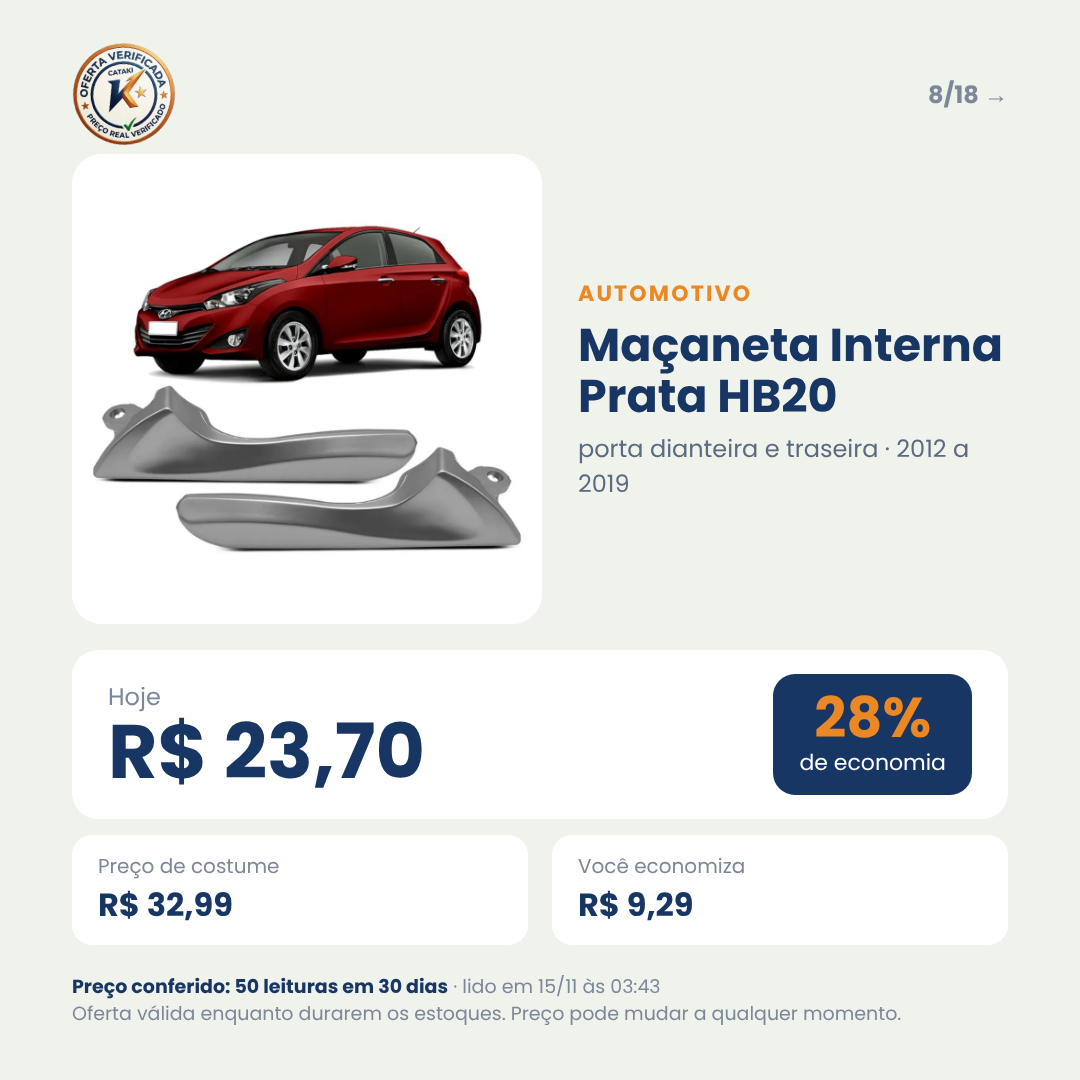 OFERTA VERIFICADA
CATAKI
K
PREÇO REAL VERIFICADO
8/18 →
AUTOMOTIVO
Maçaneta Interna
Prata HB20
porta dianteira e traseira · 2012 a
2019
Hoje
R$ 23,70
28%
de economia
Preço de costume
R$ 32,99
Você economiza
R$ 9,29
Preço conferido: 50 leituras em 30 dias · lido em 15/11 às 03:43
Oferta válida enquanto durarem os estoques. Preço pode mudar a qualquer momento.